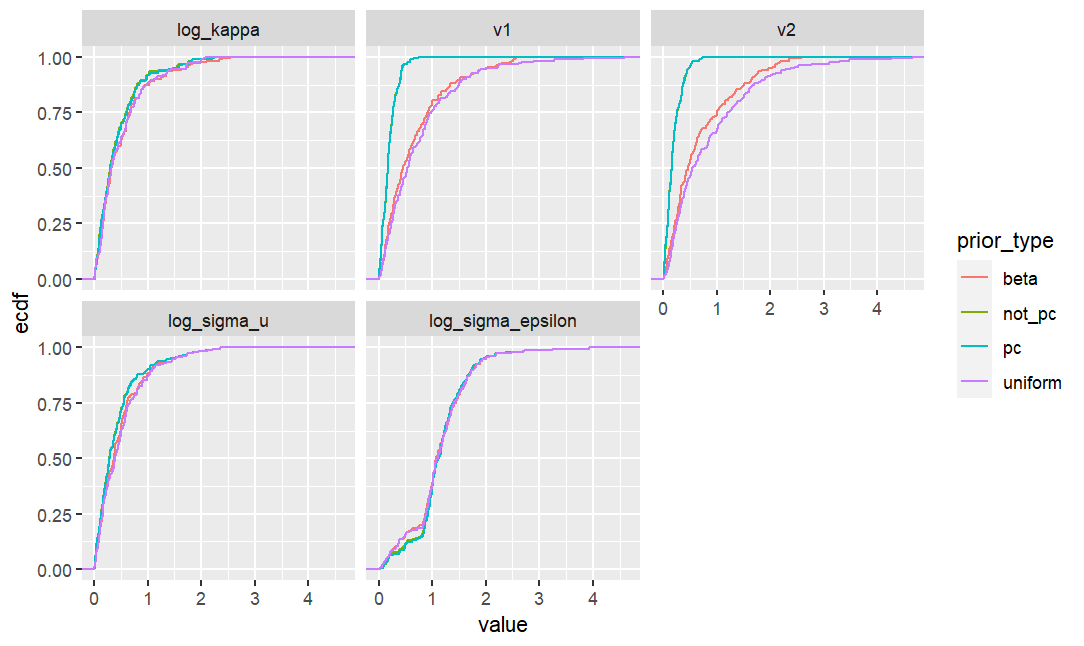 log_kappa
v1
v2
1.00
0.75
0.50
0.25
0.00
0 1 2 3 4
log_sigma_u
log_sigma_epsilon
1.00
0.75
0.50
0.25
0.00
0 1 2 3 4
0 1 2 3 4
value
ecdf
prior_type
beta
not_pc
pc
uniform